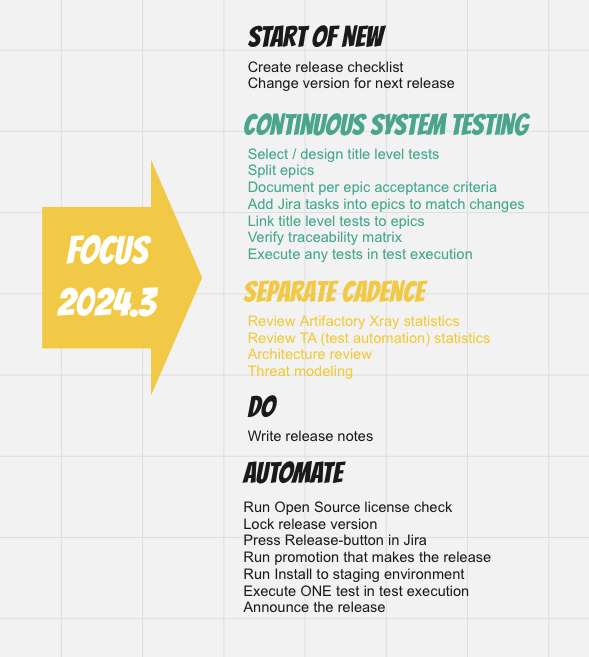 START OF NEW
Create release checklist
Change version for next release
CONTINUOUS SYSTEM TESTING
Select / design title level tests
Split epics
Document per epic acceptance criteria
Add Jira tasks into epics to match changes
Link title level tests to epics
Verify traceability matrix
Execute any tests in test execution
FOCUS
2024.3
SEPARATE CADENCE
Review Artifactory Xray statistics
Review TA (test automation) statistics
Architecture review
Threat modeling
DO
Write release notes
AUTOMATE
Run Open Source license check
Lock release version
Press Release-button in Jira
Run promotion that makes the release
Run Install to staging environment
Execute ONE test in test execution
Announce the release